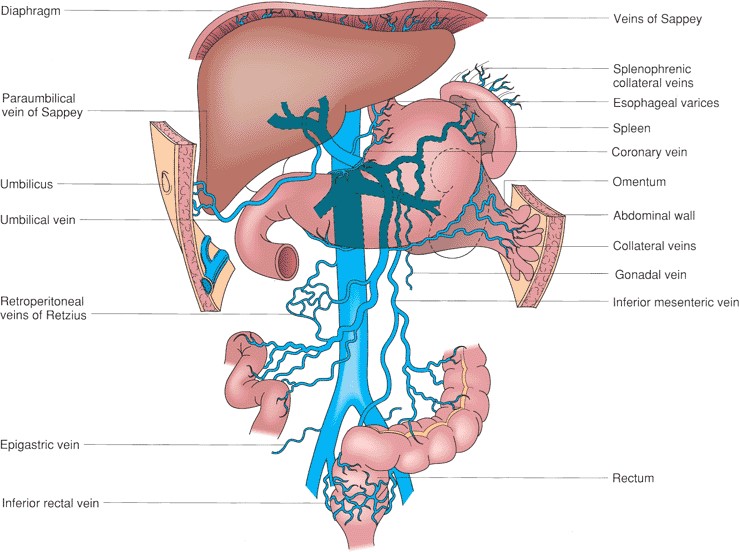 Diaphragm
Paraumbilical
vein of Sappey
Umbilicus
Umbilical vein
Retroperitoneal
veins of Retzius
Epigastric vein
Inferior rectal vein
Veins of Sappey
Splenophrenic
collateral veins
Esophageal varices
Spleen
Coronary vein
Omentum
Abdominal wall
Collateral veins
Gonadal vein
Inferior mesenteric vein
Rectum